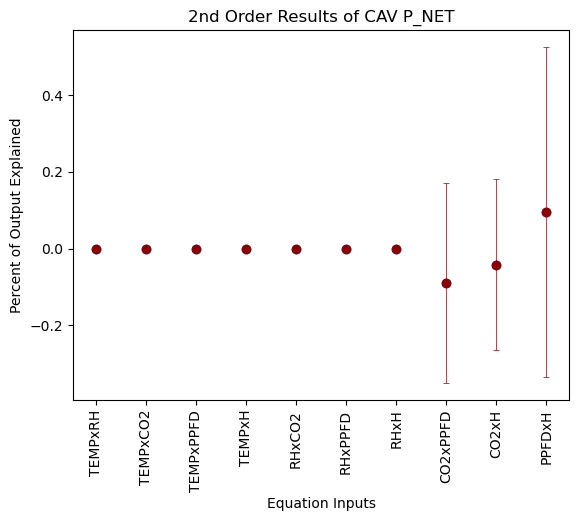 2nd Order Results of CAV P_NET
Percent of Output Explained
0.4
0.2
0.0
−0.2
TEMPxRH
TEMPxCO2
TEMPxPPFD
TEMPxH
RHxCO2
RHxPPFD
RHxH
CO2xPPFD
CO2xH
PPFDxH
Equation Inputs